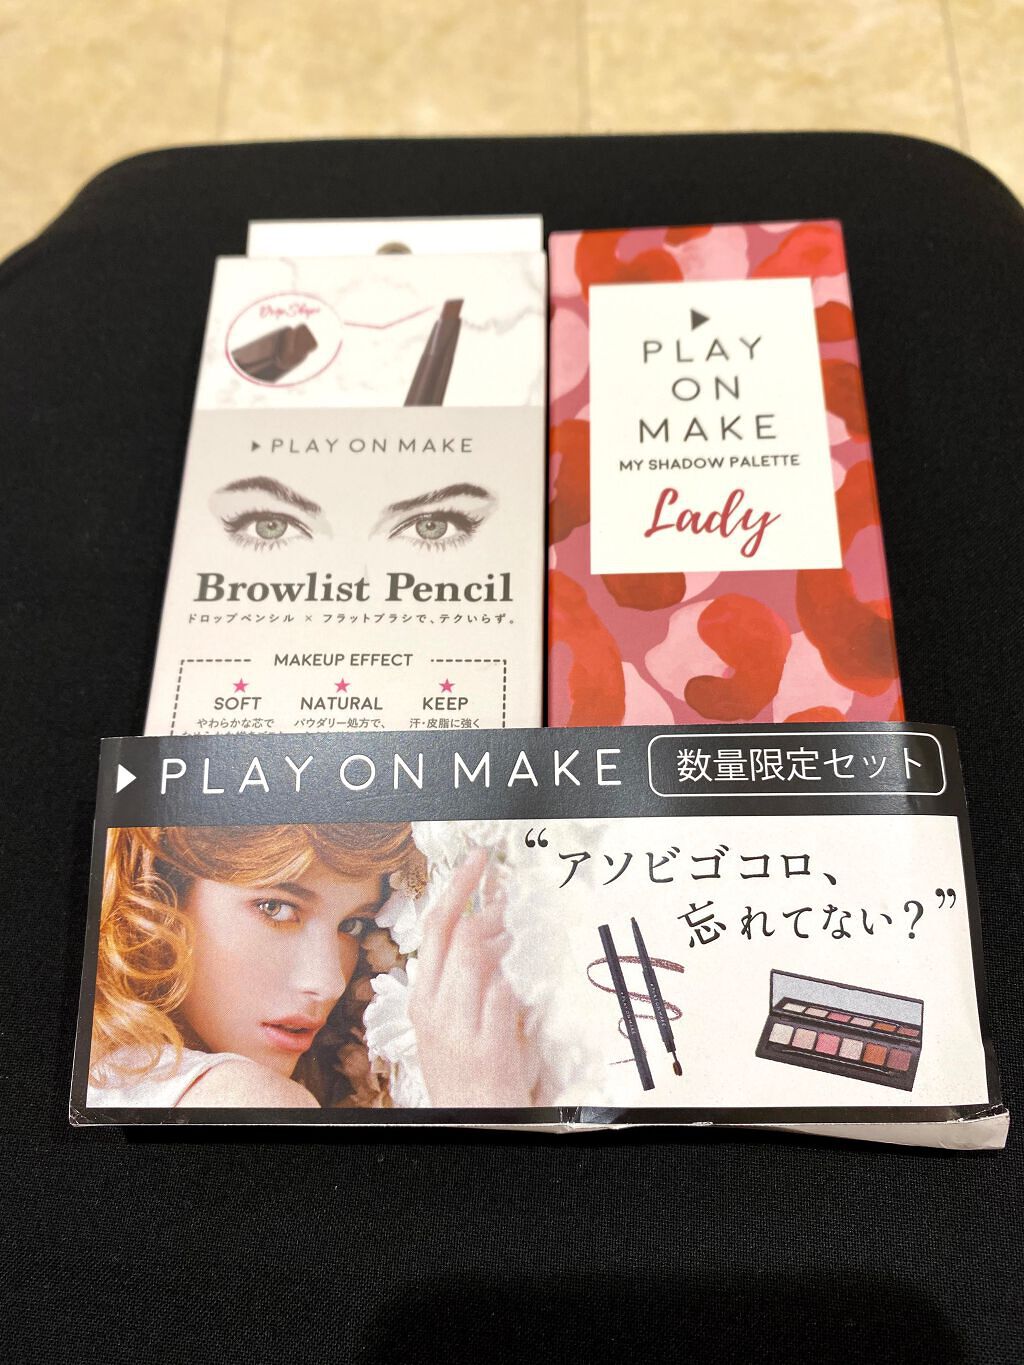 Drop Shape
▶ PLAY ON MAKE
Browlist Pencil
ドロップペンシル × フラットブラシで、テクいらず。
MAKEUP EFFECT
★ ★ ★
SOFT NATURAL KEEP
やわらかな芯で パウダリー処方で、 汗・皮脂に強く
▶
PLAY
ON
MAKE
MY SHADOW PALETTE
Lady
▶ PLAY ON MAKE 数量限定セット
“アソビゴコロ、
忘れてない？”